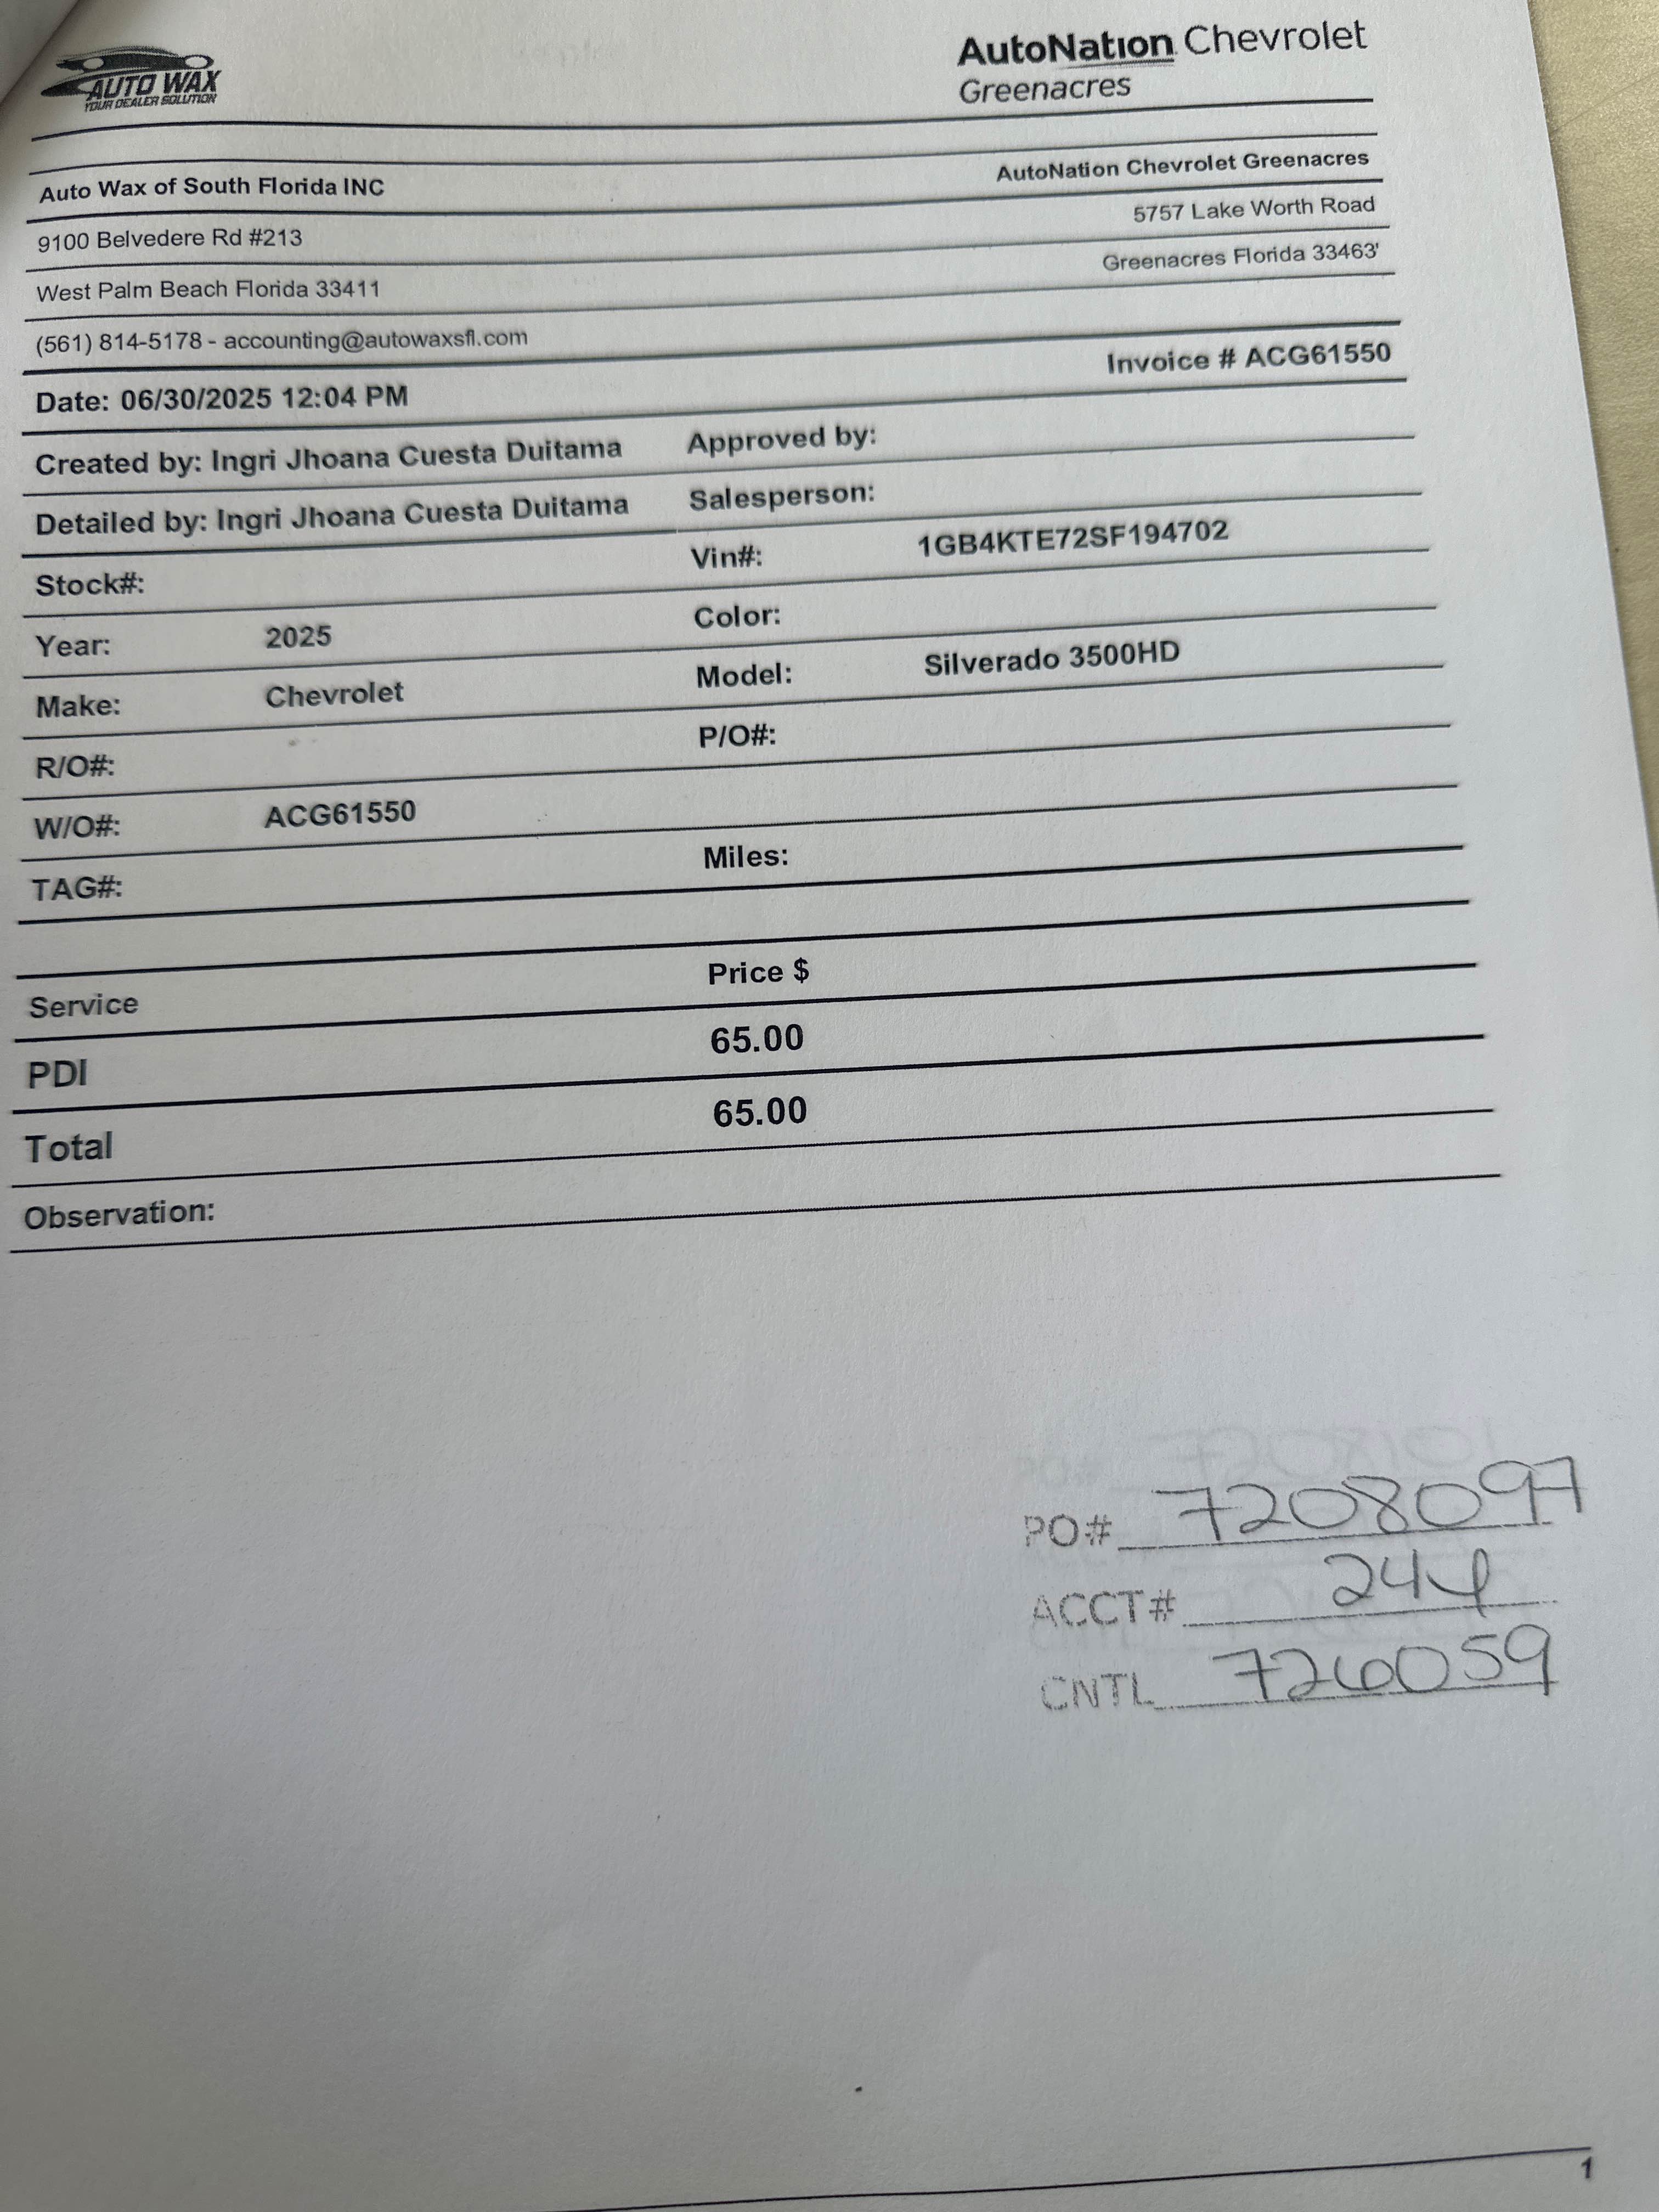 AUTO WAX
YOUR DEALER SOLUTION
AutoNation Chevrolet
Greenacres
Auto Wax of South Florida INC
AutoNation Chevrolet Greenacres
9100 Belvedere Rd #213
5757 Lake Worth Road
West Palm Beach Florida 33411
Greenacres Florida 33463'
(561) 814-5178 - accounting@autowaxsfl.com
Date: 06/30/2025 12:04 PM
Invoice # ACG61550
Created by: Ingri Jhoana Cuesta Duitama
Approved by:
Detailed by: Ingri Jhoana Cuesta Duitama
Salesperson:
Stock#:
Vin#: 1GB4KTE72SF194702
Year: 2025
Color:
Make: Chevrolet
Model: Silverado 3500HD
R/O#:
P/O#:
W/O#: ACG61550
TAG#:
Miles:
Service
Price $
PDI
65.00
Total
65.00
Observation:
PO# 7208097
ACCT# 244
CNTL 726059
1